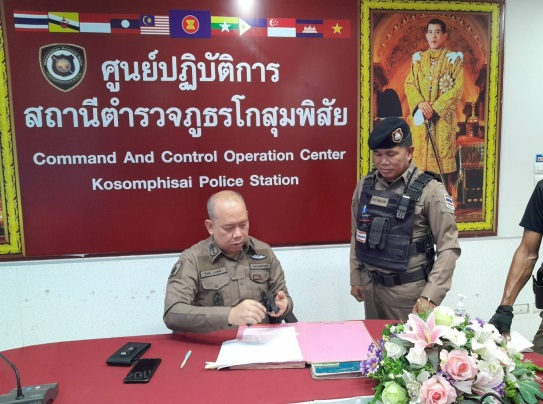 ศูนย์ปฏิบัติการ
สถานีตำรวจภูธรโกสุมพิสัย
Command And Control Operation Center
Kosomphisai Police Station